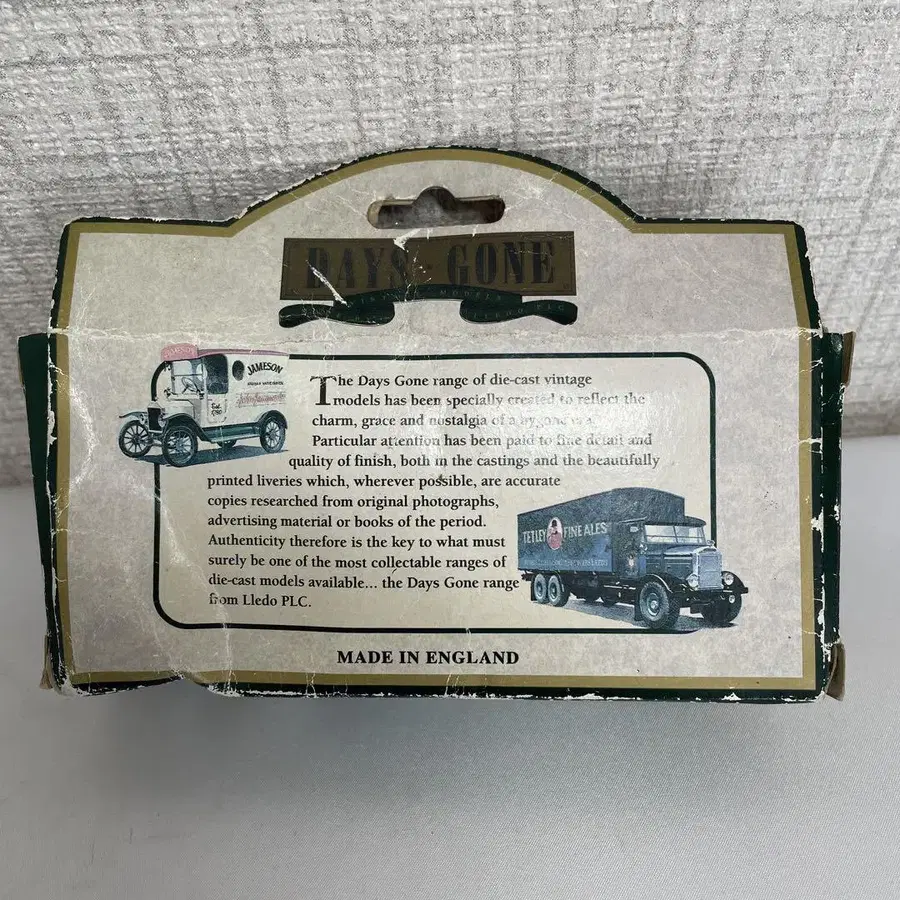 DAYS GONE
JAMESON
The Days Gone range of die-cast vintage
models has been specially created to reflect the
charm, grace and nostalgia of a bygone era.
Particular attention has been paid to fine detail and
quality of finish, both in the castings and the beautifully
printed liveries which, wherever possible, are accurate
copies researched from original photographs,
advertising material or books of the period.
Authenticity therefore is the key to what must
surely be one of the most collectable ranges of
die-cast models available... the Days Gone range
from Lledo PLC.
TETLEY FINE ALES
MADE IN ENGLAND